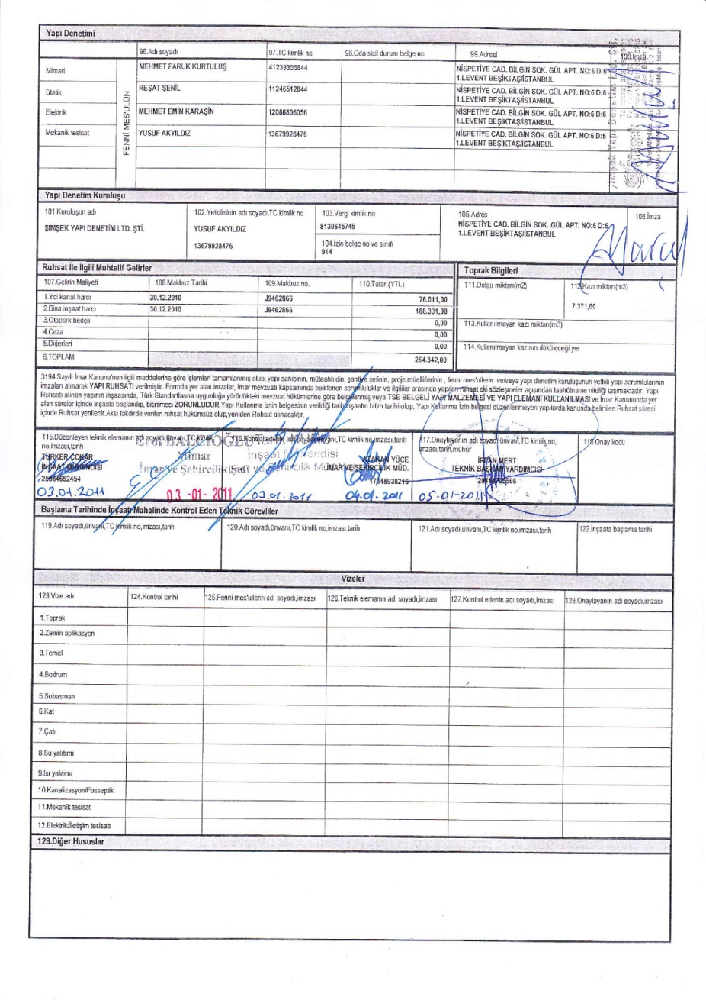 Yapı Denetimi
96.Adı soyadı 97.TC kimlik no 98.Oda sicil durum belge no 99.Adresi 100.İmza
FENNİ MES'ULÜN
Mimari MEHMET FARUK KURTULUŞ 41239355844 NİSPETİYE CAD. BİLGİN SOK. GÜL APT. NO:6 D:6
1.LEVENT BEŞİKTAŞ/İSTANBUL
Statik REŞAT ŞENİL 11246512844 NİSPETİYE CAD. BİLGİN SOK. GÜL APT. NO:6 D:6
1.LEVENT BEŞİKTAŞ/İSTANBUL
Elektrik MEHMET EMİN KARAŞİN 12086806056 NİSPETİYE CAD. BİLGİN SOK. GÜL APT. NO:6 D:6
1.LEVENT BEŞİKTAŞ/İSTANBUL
Mekanik tesisat YUSUF AKYILDIZ 13679928476 NİSPETİYE CAD. BİLGİN SOK. GÜL APT. NO:6 D:6
1.LEVENT BEŞİKTAŞ/İSTANBUL
Yapı Denetim Kuruluşu
101.Kuruluşun adı 102.Yetkilisinin adı soyadı,TC kimlik no 103.Vergi kimlik no 105.Adres 106.İmza
ŞİMŞEK YAPI DENETİM LTD. ŞTİ. YUSUF AKYILDIZ 8130645745 NİSPETİYE CAD. BİLGİN SOK. GÜL APT. NO:6 D:6
1.LEVENT BEŞİKTAŞ/İSTANBUL
13679928476 104.İzin belge no ve sınıfı
914
Ruhsat İle İlgili Muhtelif Gelirler Toprak Bilgileri
107.Gelirin Maliyeti 108.Makbuz Tarihi 109.Makbuz no. 110.Tutarı(YTL) 111.Dolgu miktarı(m2) 112.Kazı miktarı(m3)
1.Yol kanal harcı 30.12.2010 J9462866 76.011,00 7.371,00
2.Bina inşaat harcı 30.12.2010 J9462866 188.331,00
3.Otopark bedeli 0,00 113.Kullanılmayan kazı miktarı(m3)
4.Ceza 0,00
5.Diğerleri 0,00 114.Kullanılmayan kazının döküleceği yer
6.TOPLAM 264.342,00
3194 Sayılı İmar Kanunu'nun ilgili maddelerine göre işlemleri tamamlanmış olup, yapı sahibinin, müteahhidin, şantiye şefinin, proje müelliflerinin , fenni mes'ullerin ve/veya yapı denetim kuruluşunun yetkili yapı sorumlularının
imzaları alınarak YAPI RUHSATI verilmiştir. Formda yer alan imzalar, imar mevzuatı kapsamında belirlenen sorumluluklar ve ilgililer arasında yapılan ruhsat eki sözleşmeler açısından taahütname niteliği taşımaktadır. Yapı
Ruhsatı alınan yapının inşaasında, Türk Standartlarına uygunluğu yürürlükteki mevzuat hükümlerine göre belgelenmiş veya TSE BELGELİ YAPI MALZEMESİ VE YAPI ELEMANI KULLANILMASI ve İmar Kanununda yer
alan süreler içinde inşaata başlanılıp, bitirilmesi ZORUNLUDUR.Yapı Kullanma iznin belgesinin verildiği tarih inşaatın bitim tarihi olup, Yapı Kullanma İzin belgesi düzenlenmeyen yapılarda,kanunda belirtilen Ruhsat süresi
içinde Ruhsat yenilenir.Aksi takdirde verilen ruhsat hükümsüz olup,yeniden Ruhsat alınacaktır.
115.Düzenleyen teknik elemanın adı soyadı,ünvanı,TC kimlik no,imzası,tarih
116.Kontrol edenin adı soyadı,ünvanı,TC kimlik no,imzası,tarih
117.Onaylayanın adı soyadı,ünvanı,TC kimlik no, imzası,tarih,mühür
118.Onay kodu
TÜRKER ÇOKAR
İNŞAAT MÜHENDİSİ
25864652454
03.01.2011
Mimar
03 -01- 2011
03.01.2011
ATAKAN YÜCE
İMAR VE ŞEHİRCİLİK MÜD.
17848938216
04.01.2011
İRFAN MERT
TEKNİK BAŞKAN YARDIMCISI
05-01-2011
Başlama Tarihinde İnşaatı Mahalinde Kontrol Eden Teknik Görevliler
119.Adı soyadı,ünvanı,TC kimlik no,imzası,tarih 120.Adı soyadı,ünvanı,TC kimlik no,imzası,tarih 121.Adı soyadı,ünvanı,TC kimlik no,imzası,tarih 122.İnşaata başlama tarihi
Vizeler
123.Vize adı 124.Kontrol tarihi 125.Fenni mes'ullerin adı soyadı,imzası 126.Teknik elemanın adı soyadı,imzası 127.Kontrol edenin adı soyadı,imzası 128.Onaylayanın adı soyadı,imzası
1.Toprak
2.Zemin aplikasyon
3.Temel
4.Bodrum
5.Subasman
6.Kat
7.Çatı
8.Su yalıtımı
9.Isı yalıtımı
10.Kanalizasyon/Fosseptik
11.Mekanik tesisat
12.Elektrik/İletişim tesisatı
129.Diğer Hususlar